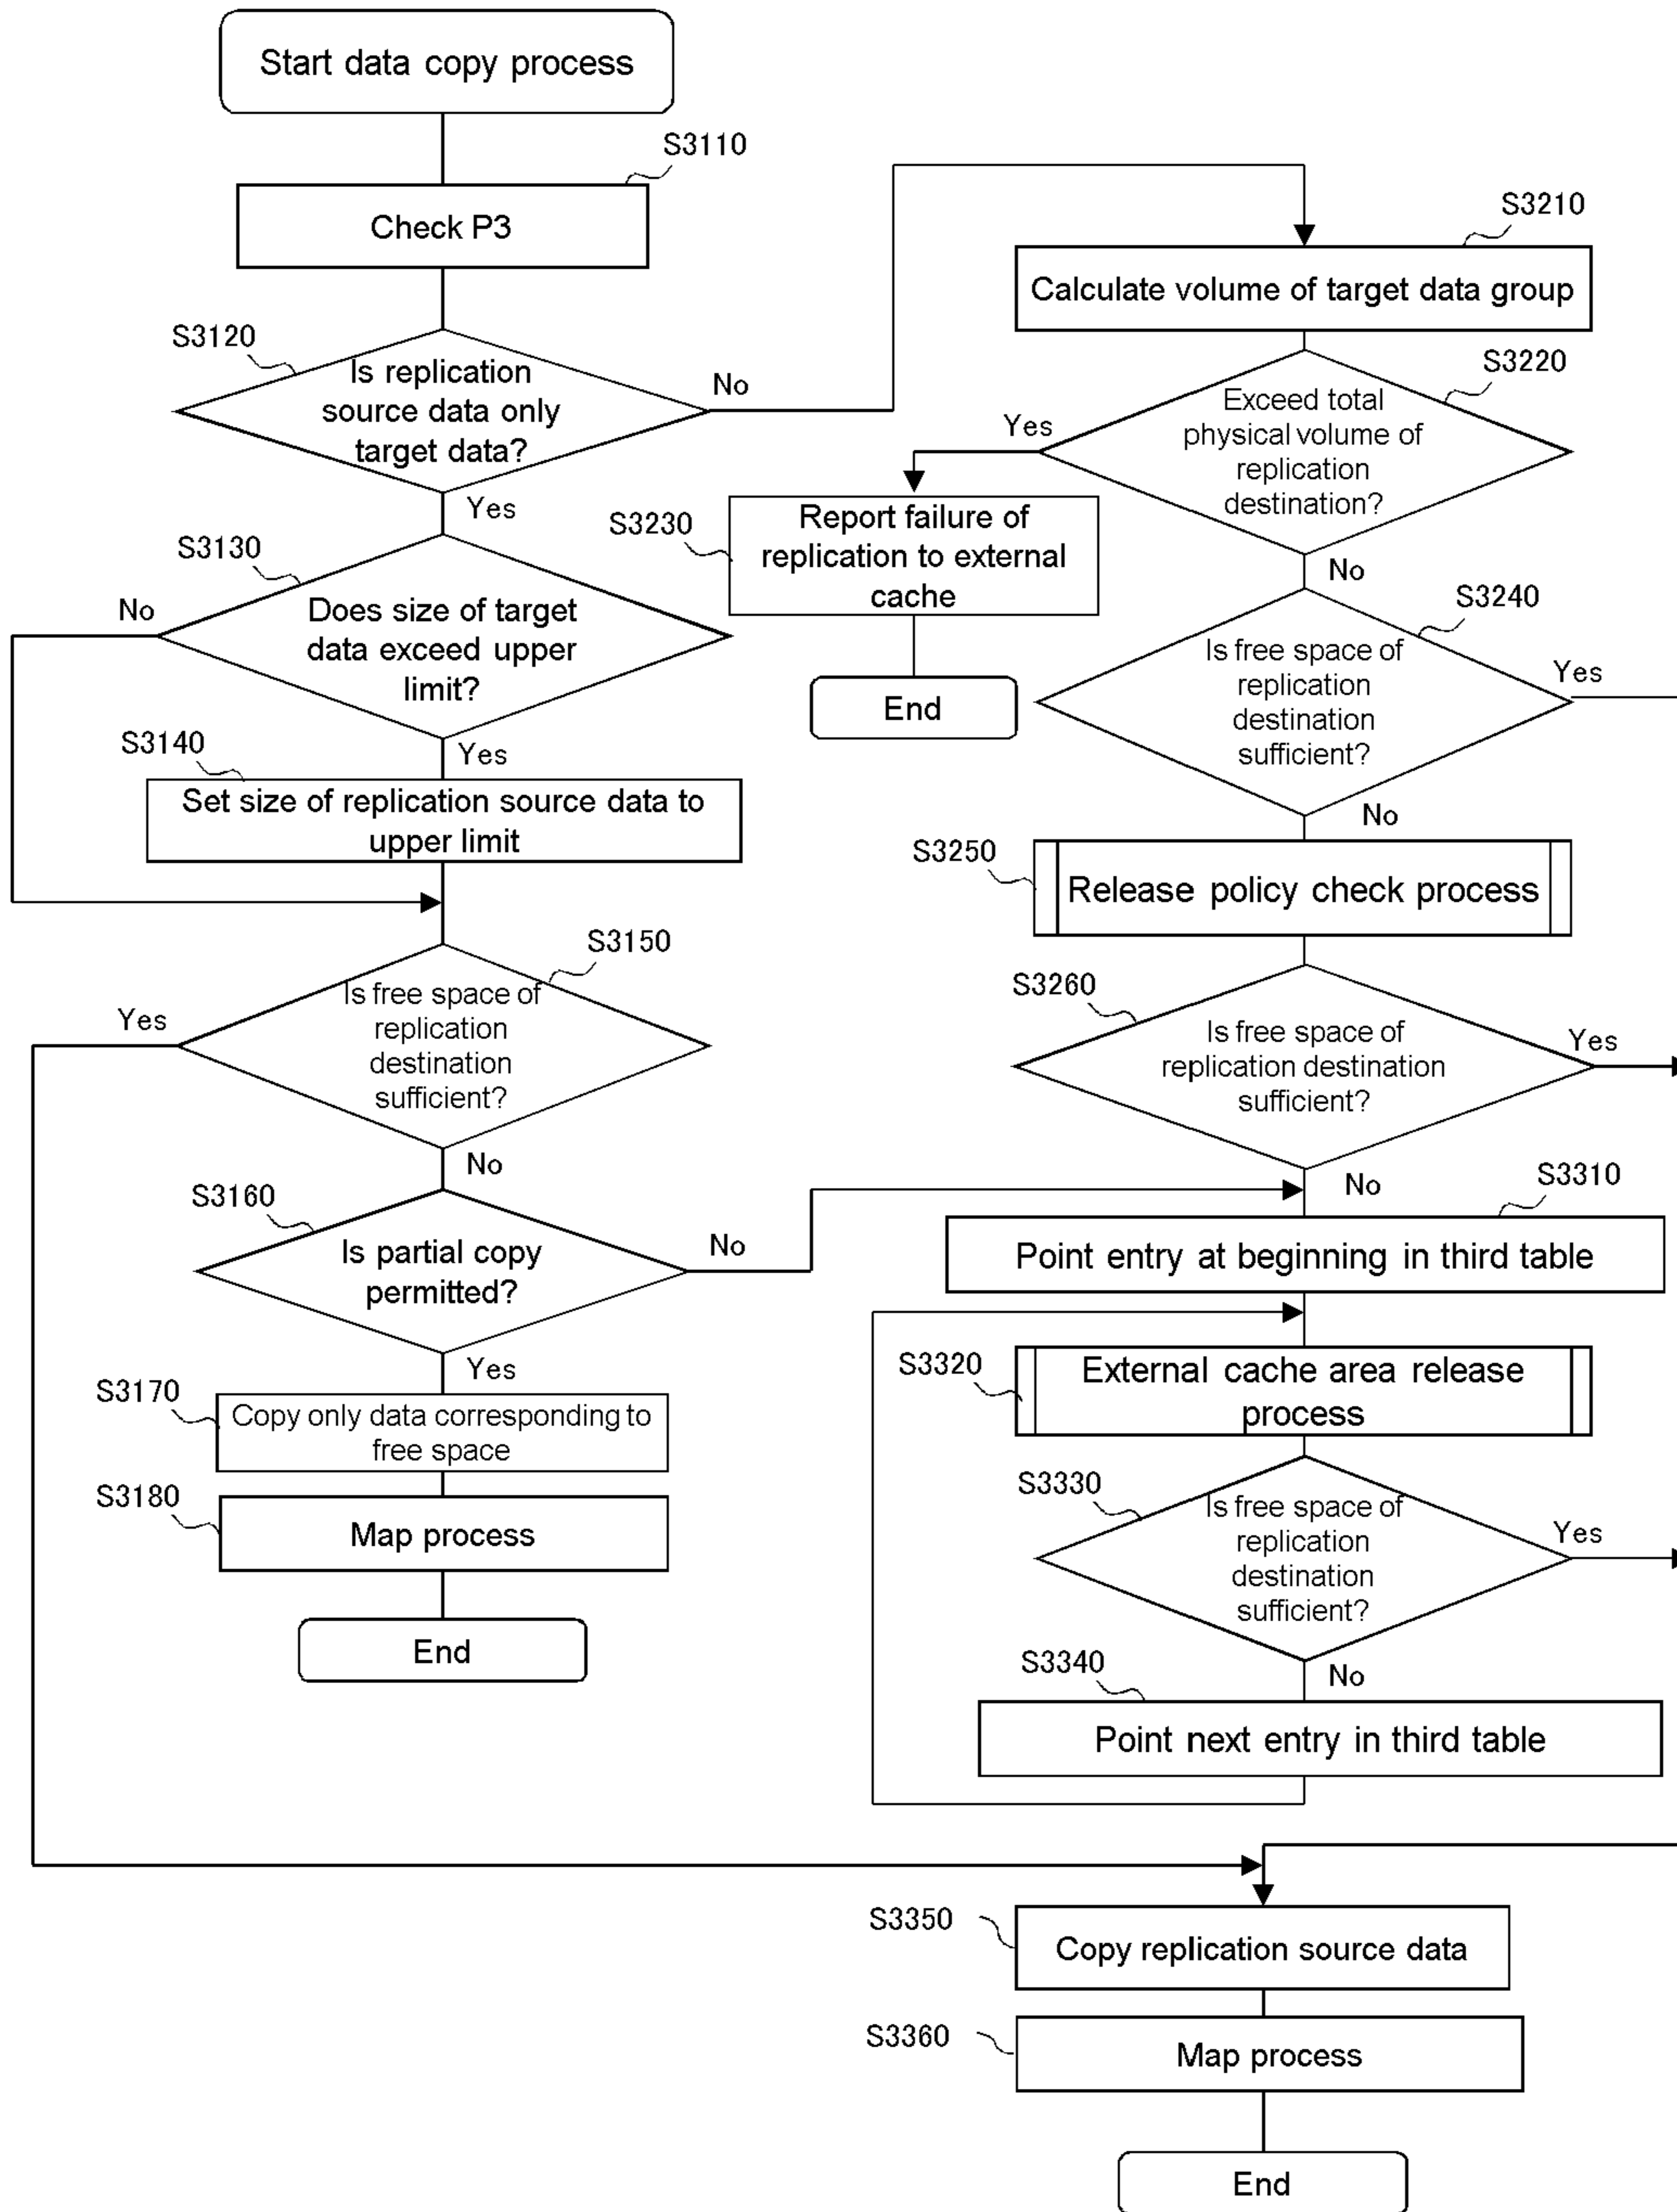 Start data copy process
S3110
Check P3
S3120
Is replication
source data only
target data?
No
Yes
S3130
No
Does size of target
data exceed upper
limit?
S3140
Yes
Set size of replication source data to
upper limit
S3150
Yes
Is free space of
replication
destination
sufficient?
No
S3160
Is partial copy
permitted?
No
Yes
S3170
Copy only data corresponding to
free space
S3180
Map process
End
S3210
Calculate volume of target data group
S3220
Yes
Exceed total
physical volume of
replication
destination?
S3230
Report failure of
replication to external
cache
End
No
S3240
Is free space of
replication
destination
sufficient?
Yes
No
S3250
Release policy check process
S3260
Is free space of
replication destination
sufficient?
Yes
No
S3310
Point entry at beginning in third table
S3320
External cache area release
process
S3330
Is free space of
replication
destination
sufficient?
Yes
S3340
No
Point next entry in third table
S3350
Copy replication source data
S3360
Map process
End